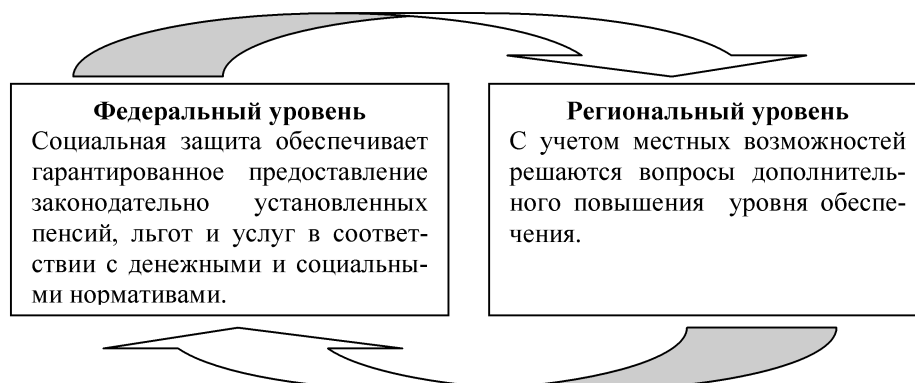 Федеральный уровень
Социальная защита обеспечивает
гарантированное предоставление
законодательно установленных
пенсий, льгот и услуг в соответ-
ствии с денежными и социальны-
ми нормативами.
Региональный уровень
С учетом местных возможностей
решаются вопросы дополнитель-
ного повышения уровня обеспе-
чения.